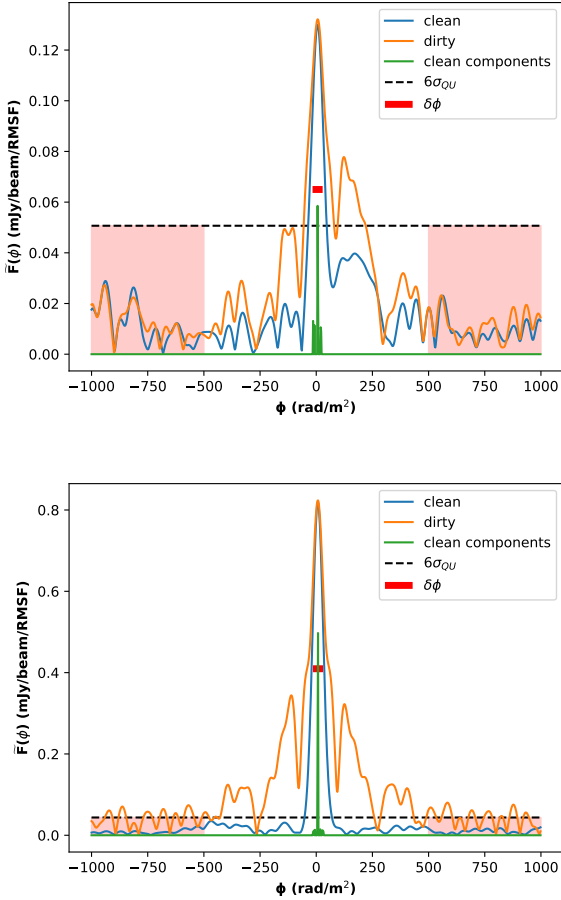 clean
dirty
clean components
6σ_QU
δϕ
0.12
0.10
0.08
0.06
0.04
0.02
0.00
F̃(ϕ) (mJy/beam/RMSF)
−1000 −750 −500 −250 0 250 500 750 1000
ϕ (rad/m²)
clean
dirty
clean components
6σ_QU
δϕ
0.8
0.6
0.4
0.2
0.0
F̃(ϕ) (mJy/beam/RMSF)
−1000 −750 −500 −250 0 250 500 750 1000
ϕ (rad/m²)